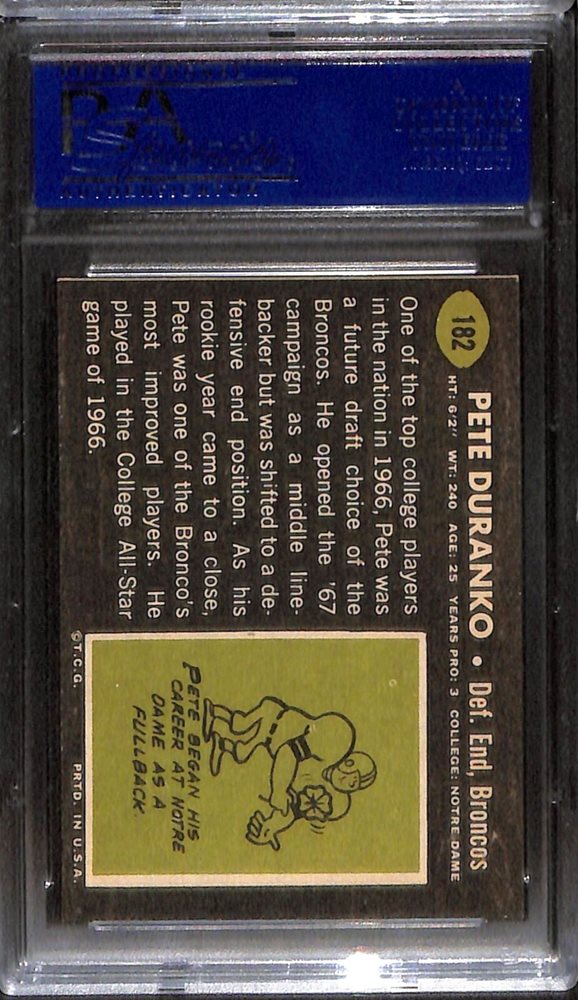 PSA
182
PETE DURANKO • Def. End, Broncos
HT: 6/2" WT: 240 AGE: 25 YEARS PRO: 3 COLLEGE: NOTRE DAME
One of the top college players
in the nation in 1966, Pete was
a future draft choice of the
Broncos. He opened the '67
campaign as a middle line-
backer but was shifted to a de-
fensive end position. As his
rookie year came to a close,
Pete was one of the Bronco's
most improved players. He
played in the College All-Star
game of 1966.
PETE BEGAN HIS
CAREER AT NOTRE
DAME AS A
FULLBACK.
©T.C.G. PRTD. IN U.S.A.